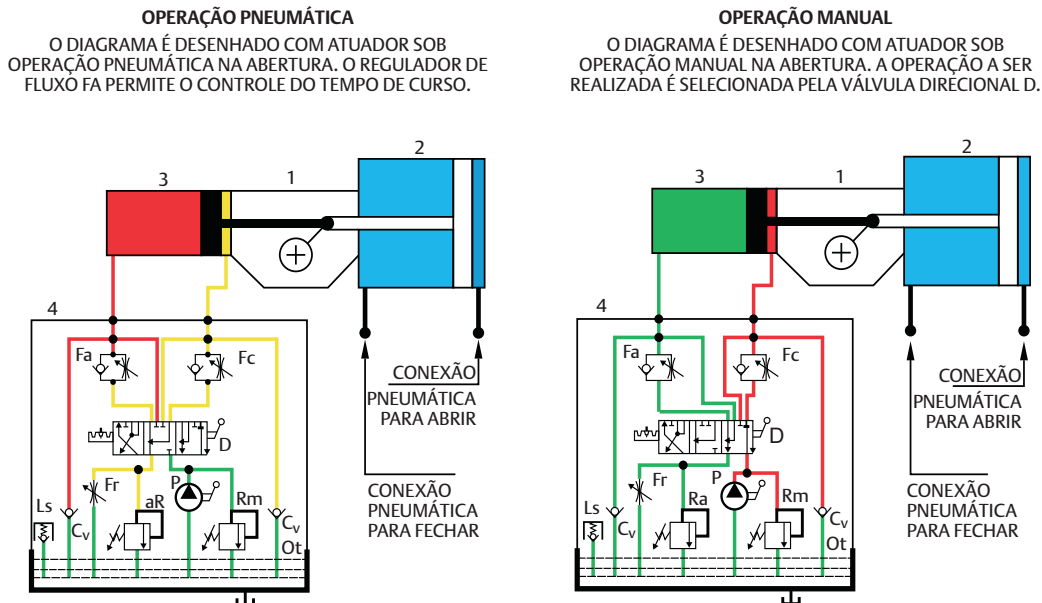 OPERAÇÃO PNEUMÁTICA
O DIAGRAMA É DESENHADO COM ATUADOR SOB
OPERAÇÃO PNEUMÁTICA NA ABERTURA. O REGULADOR DE
FLUXO FA PERMITE O CONTROLE DO TEMPO DE CURSO.
2
3
1
4
Fa
Fc
CONEXÃO
PNEUMÁTICA
PARA ABRIR
D
Fr
aR
P
Rm
Ls
Cv
Cv
Ot
CONEXÃO
PNEUMÁTICA
PARA FECHAR
OPERAÇÃO MANUAL
O DIAGRAMA É DESENHADO COM ATUADOR SOB
OPERAÇÃO MANUAL NA ABERTURA. A OPERAÇÃO A SER
REALIZADA É SELECIONADA PELA VÁLVULA DIRECIONAL D.
2
3
1
4
Fa
Fc
CONEXÃO
PNEUMÁTICA
PARA ABRIR
D
Fr
Ra
P
Rm
Ls
Cv
Cv
Ot
CONEXÃO
PNEUMÁTICA
PARA FECHAR